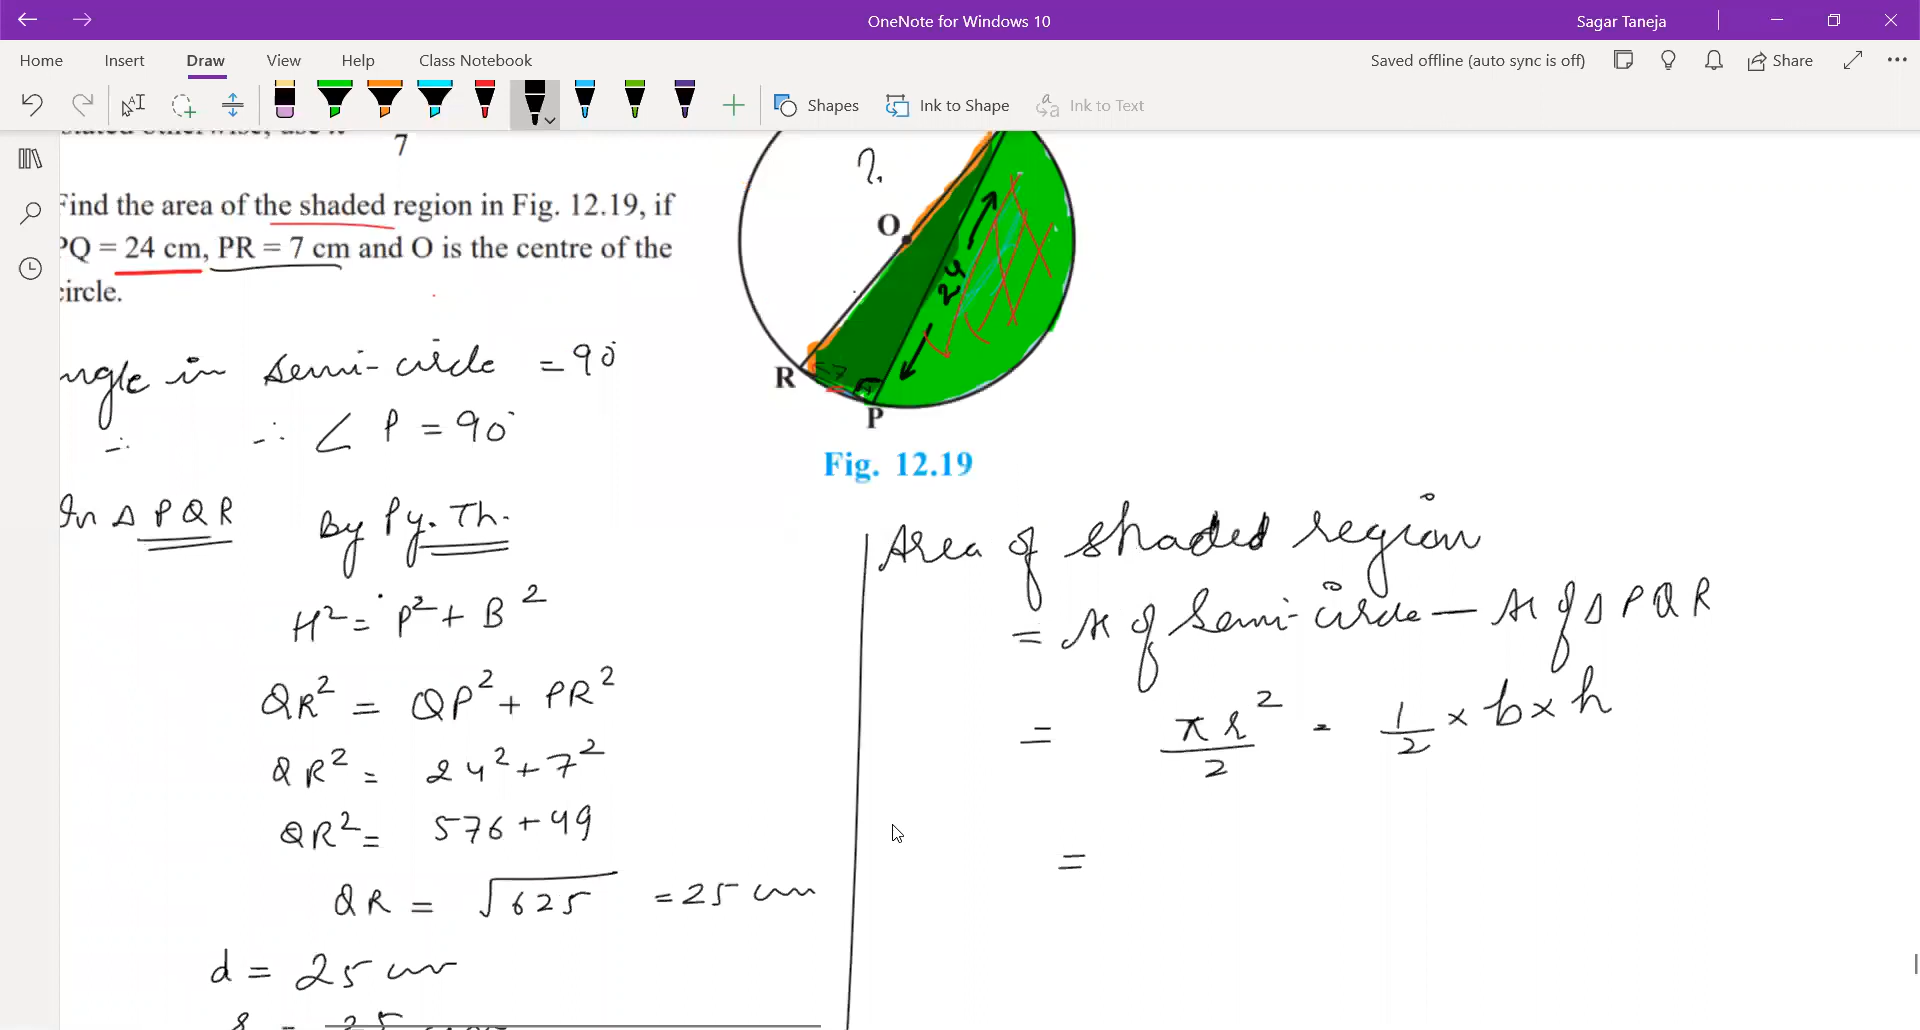 OneNote for Windows 10
Sagar Taneja
Home Insert Draw View Help Class Notebook
Saved offline (auto sync is off)
Share
Shapes
Ink to Shape
Ink to Text
7
Find the area of the shaded region in Fig. 12.19, if
PQ = 24 cm, PR = 7 cm and O is the centre of the
circle.
?
O
24
7
R
P
Fig. 12.19
angle in semi-circle = 90°
∴ ∴ ∠ P = 90°
In Δ PQR By Py. Th.
H² = P² + B²
QR² = QP² + PR²
QR² = 24² + 7²
QR² = 576 + 49
QR = √625 = 25 cm
d = 25 cm
Area of shaded region
= Ar of Semi-circle - Ar of Δ PQR
= πr²/2 - 1/2 × b × h
=